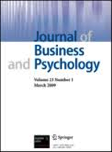 Journal of
Business
and Psychology
Volume 23 Number 1
March 2009
Springer